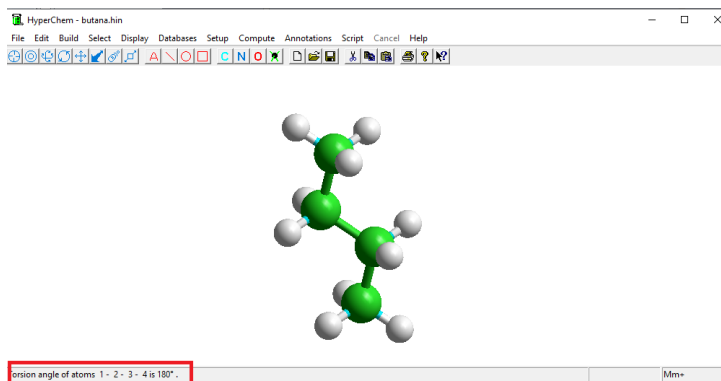 HyperChem - butana.hin
File Edit Build Select Display Databases Setup Compute Annotations Script Cancel Help
A C N O ? ?
orsion angle of atoms 1 - 2 - 3 - 4 is 180° .
Mm+